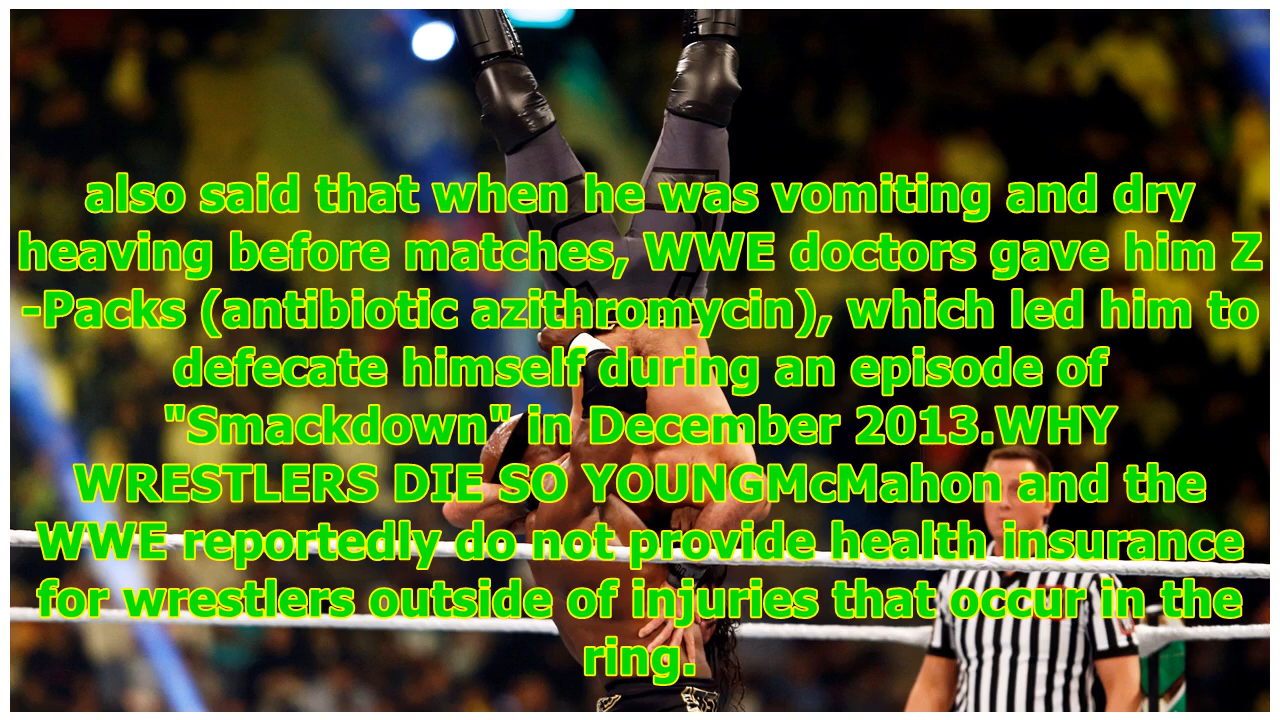 also said that when he was vomiting and dry
heaving before matches, WWE doctors gave him Z
-Packs (antibiotic azithromycin), which led him to
defecate himself during an episode of
"Smackdown" in December 2013.WHY
WRESTLERS DIE SO YOUNGMcMahon and the
WWE reportedly do not provide health insurance
for wrestlers outside of injuries that occur in the
ring.